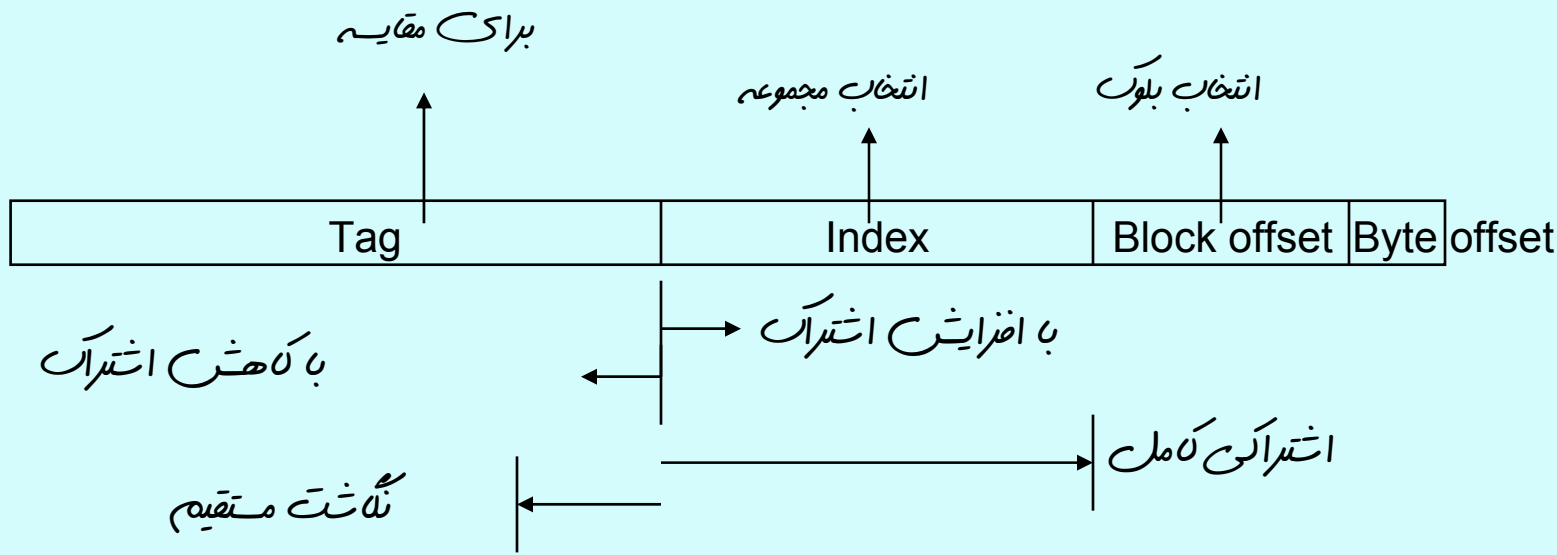 برای مقایسه
انتخاب مجموعه
انتخاب بلوک
Tag
Index
Block offset
Byte offset
با افزایش اشتراک
با کاهش اشتراک
اشتراکی کامل
نگاشت مستقیم